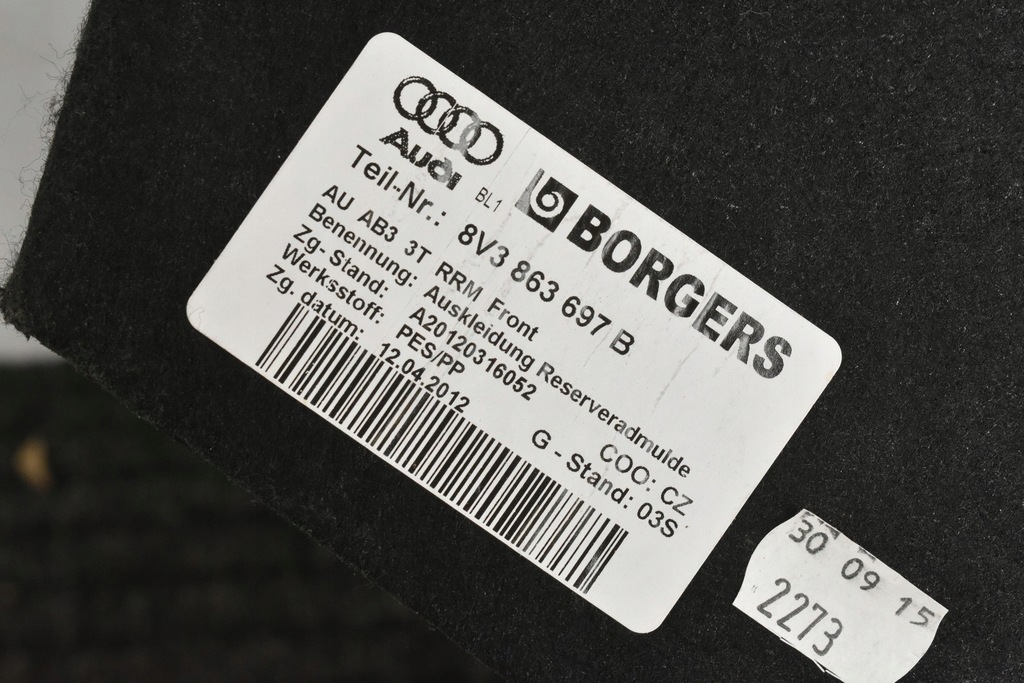 Audi
BL1
BORGERS
Teil-Nr.: 8V3 863 697 B
AU AB3 3T RRM Front
Benennung: Auskleidung Reserveradmulde
Zg-Stand: A20120316052 COO: CZ
Werksstoff: PES/PP G - Stand: 03S
Zg. datum: 12.04.2012
30 09 15
2273